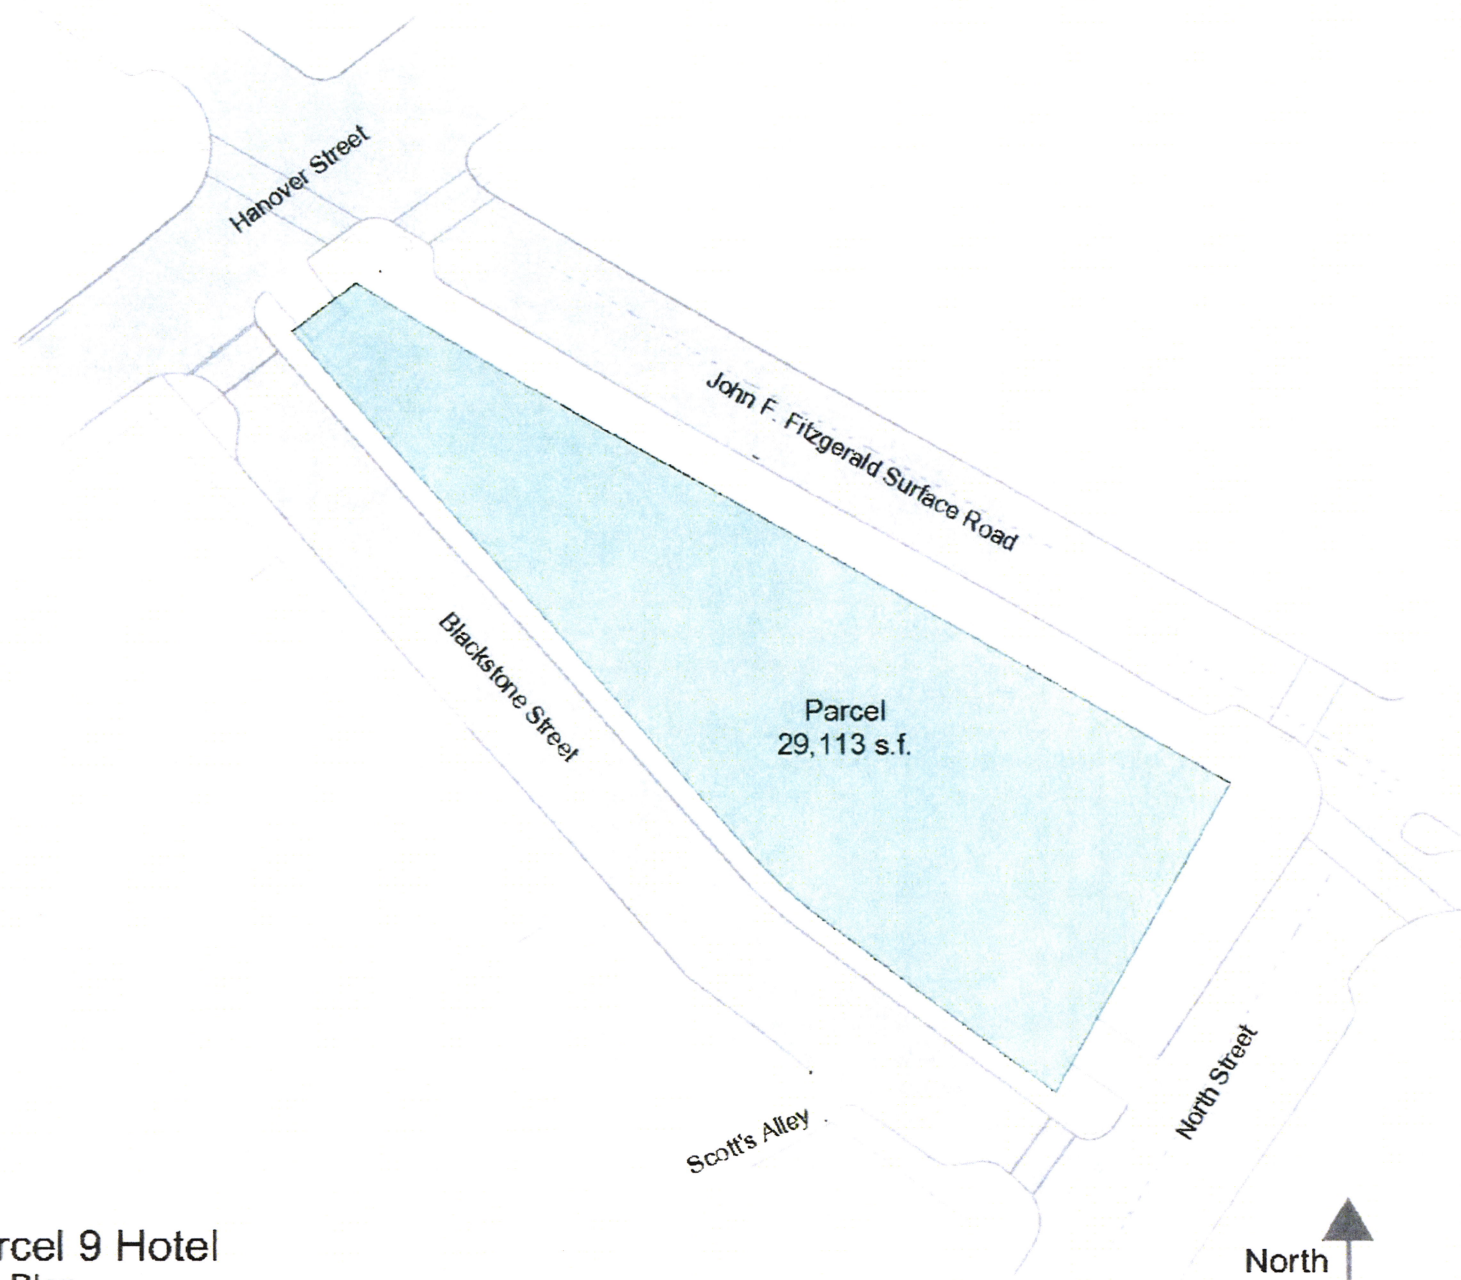 Hanover Street
John F. Fitzgerald Surface Road
Blackstone Street
Parcel
29,113 s.f.
Scott's Alley
North Street
rcel 9 Hotel
North